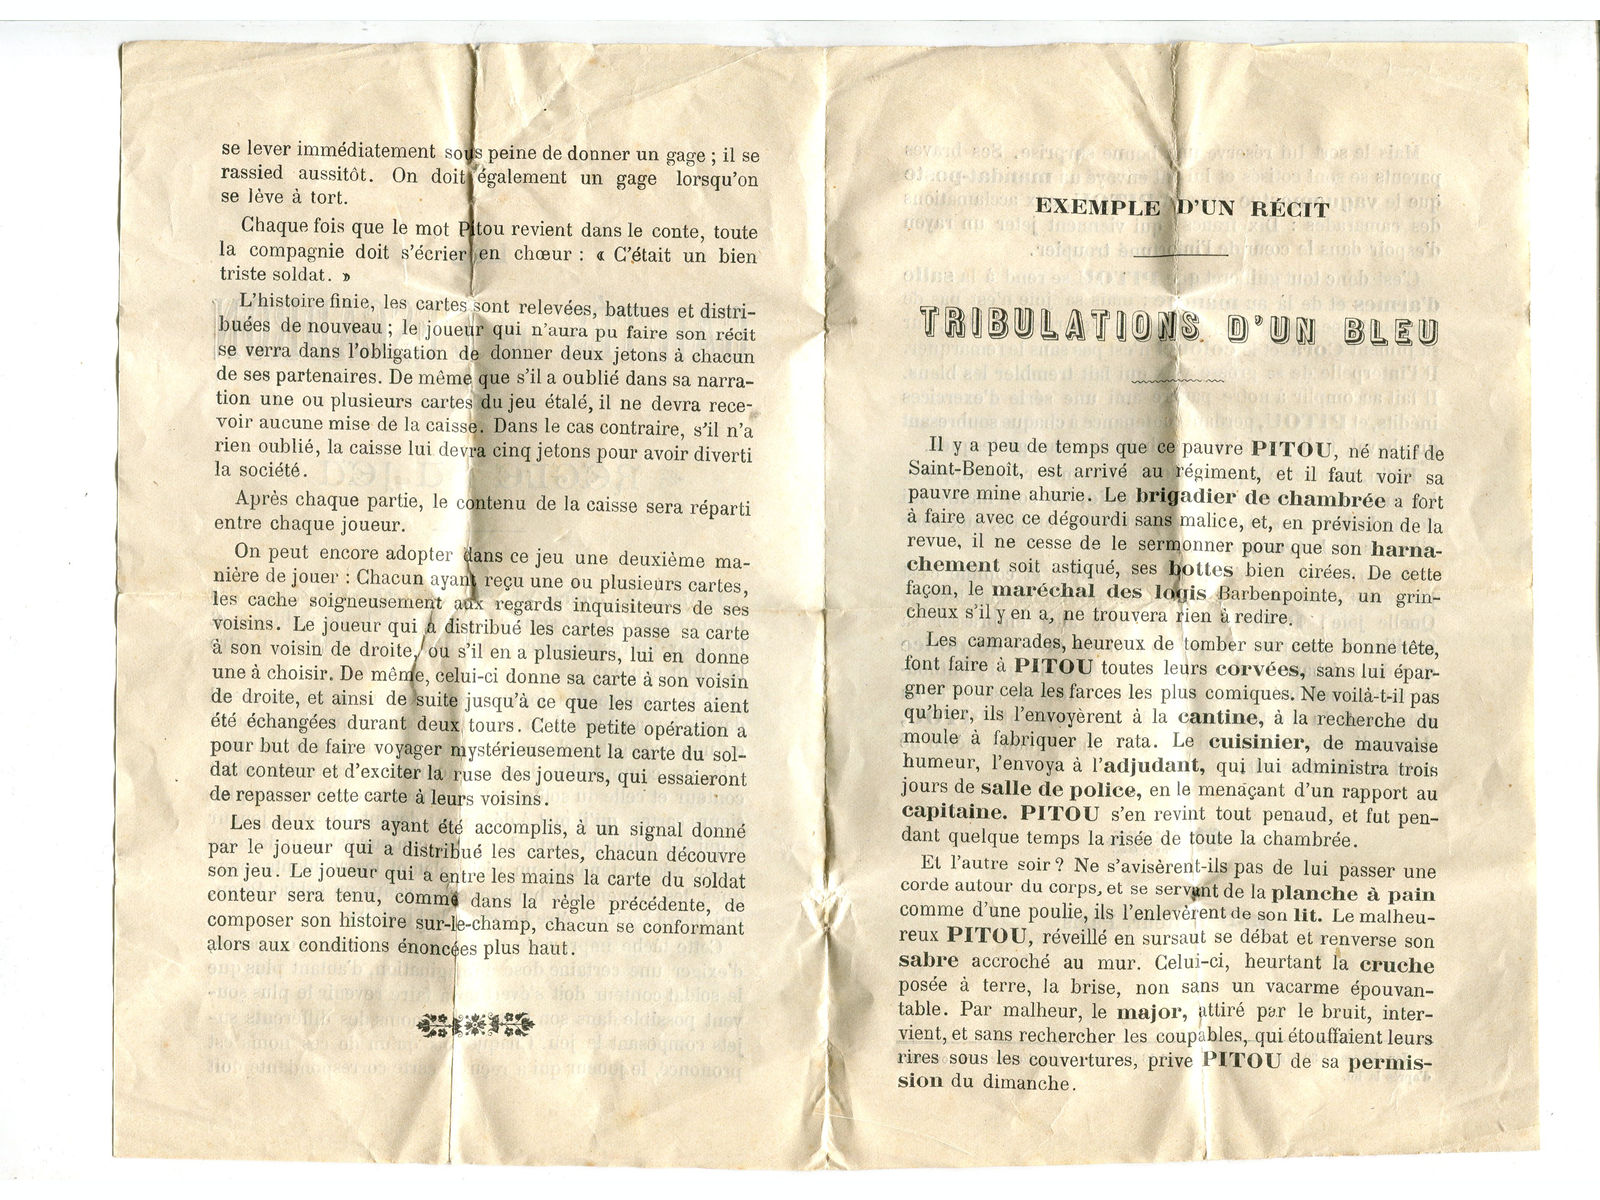 se lever immédiatement sous peine de donner un gage ; il se
rassied aussitôt. On doit également un gage lorsqu'on
se lève à tort.
Chaque fois que le mot Pitou revient dans le conte, toute
la compagnie doit s'écrier en chœur : « C'était un bien
triste soldat. »
L'histoire finie, les cartes sont relevées, battues et distri-
buées de nouveau ; le joueur qui n'aura pu faire son récit
se verra dans l'obligation de donner deux jetons à chacun
de ses partenaires. De même que s'il a oublié dans sa narra-
tion une ou plusieurs cartes du jeu étalé, il ne devra rece-
voir aucune mise de la caisse. Dans le cas contraire, s'il n'a
rien oublié, la caisse lui devra cinq jetons pour avoir diverti
la société.
Après chaque partie, le contenu de la caisse sera réparti
entre chaque joueur.
On peut encore adopter dans ce jeu une deuxième ma-
nière de jouer : Chacun ayant reçu une ou plusieurs cartes,
les cache soigneusement aux regards inquisiteurs de ses
voisins. Le joueur qui a distribué les cartes passe sa carte
à son voisin de droite, ou s'il en a plusieurs, lui en donne
une à choisir. De même, celui-ci donne sa carte à son voisin
de droite, et ainsi de suite jusqu'à ce que les cartes aient
été échangées durant deux tours. Cette petite opération a
pour but de faire voyager mystérieusement la carte du sol-
dat conteur et d'exciter la ruse des joueurs, qui essaieront
de repasser cette carte à leurs voisins.
Les deux tours ayant été accomplis, à un signal donné
par le joueur qui a distribué les cartes, chacun découvre
son jeu. Le joueur qui a entre les mains la carte du soldat
conteur sera tenu, comme dans la règle précédente, de
composer son histoire sur-le-champ, chacun se conformant
alors aux conditions énoncées plus haut.
EXEMPLE D'UN RÉCIT
TRIBULATIONS D'UN BLEU
Il y a peu de temps que ce pauvre PITOU, né natif de
Saint-Benoît, est arrivé au régiment, et il faut voir sa
pauvre mine ahurie. Le brigadier de chambrée a fort
à faire avec ce dégourdi sans malice, et, en prévision de la
revue, il ne cesse de le sermonner pour que son harna-
chement soit astiqué, ses bottes bien cirées. De cette
façon, le maréchal des logis Barbenpointe, un grin-
cheux s'il y en a, ne trouvera rien à redire.
Les camarades, heureux de tomber sur cette bonne tête,
font faire à PITOU toutes leurs corvées, sans lui épar-
gner pour cela les farces les plus comiques. Ne voilà-t-il pas
qu'hier, ils l'envoyèrent à la cantine, à la recherche du
moule à fabriquer le rata. Le cuisinier, de mauvaise
humeur, l'envoya à l'adjudant, qui lui administra trois
jours de salle de police, en le menaçant d'un rapport au
capitaine. PITOU s'en revint tout penaud, et fut pen-
dant quelque temps la risée de toute la chambrée.
Et l'autre soir ? Ne s'avisèrent-ils pas de lui passer une
corde autour du corps, et se servant de la planche à pain
comme d'une poulie, ils l'enlevèrent de son lit. Le malheu-
reux PITOU, réveillé en sursaut se débat et renverse son
sabre accroché au mur. Celui-ci, heurtant la cruche
posée à terre, la brise, non sans un vacarme épouvan-
table. Par malheur, le major, attiré par le bruit, inter-
vient, et sans rechercher les coupables, qui étouffaient leurs
rires sous les couvertures, prive PITOU de sa permis-
sion du dimanche.